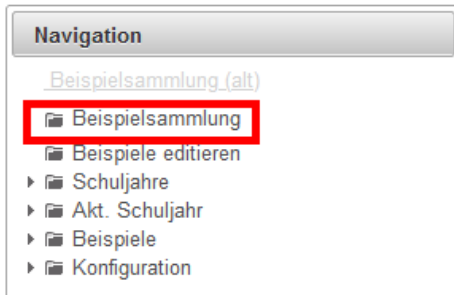 Navigation
Beispielsammlung (alt)
Beispielsammlung
Beispiele editieren
Schuljahre
Akt. Schuljahr
Beispiele
Konfiguration